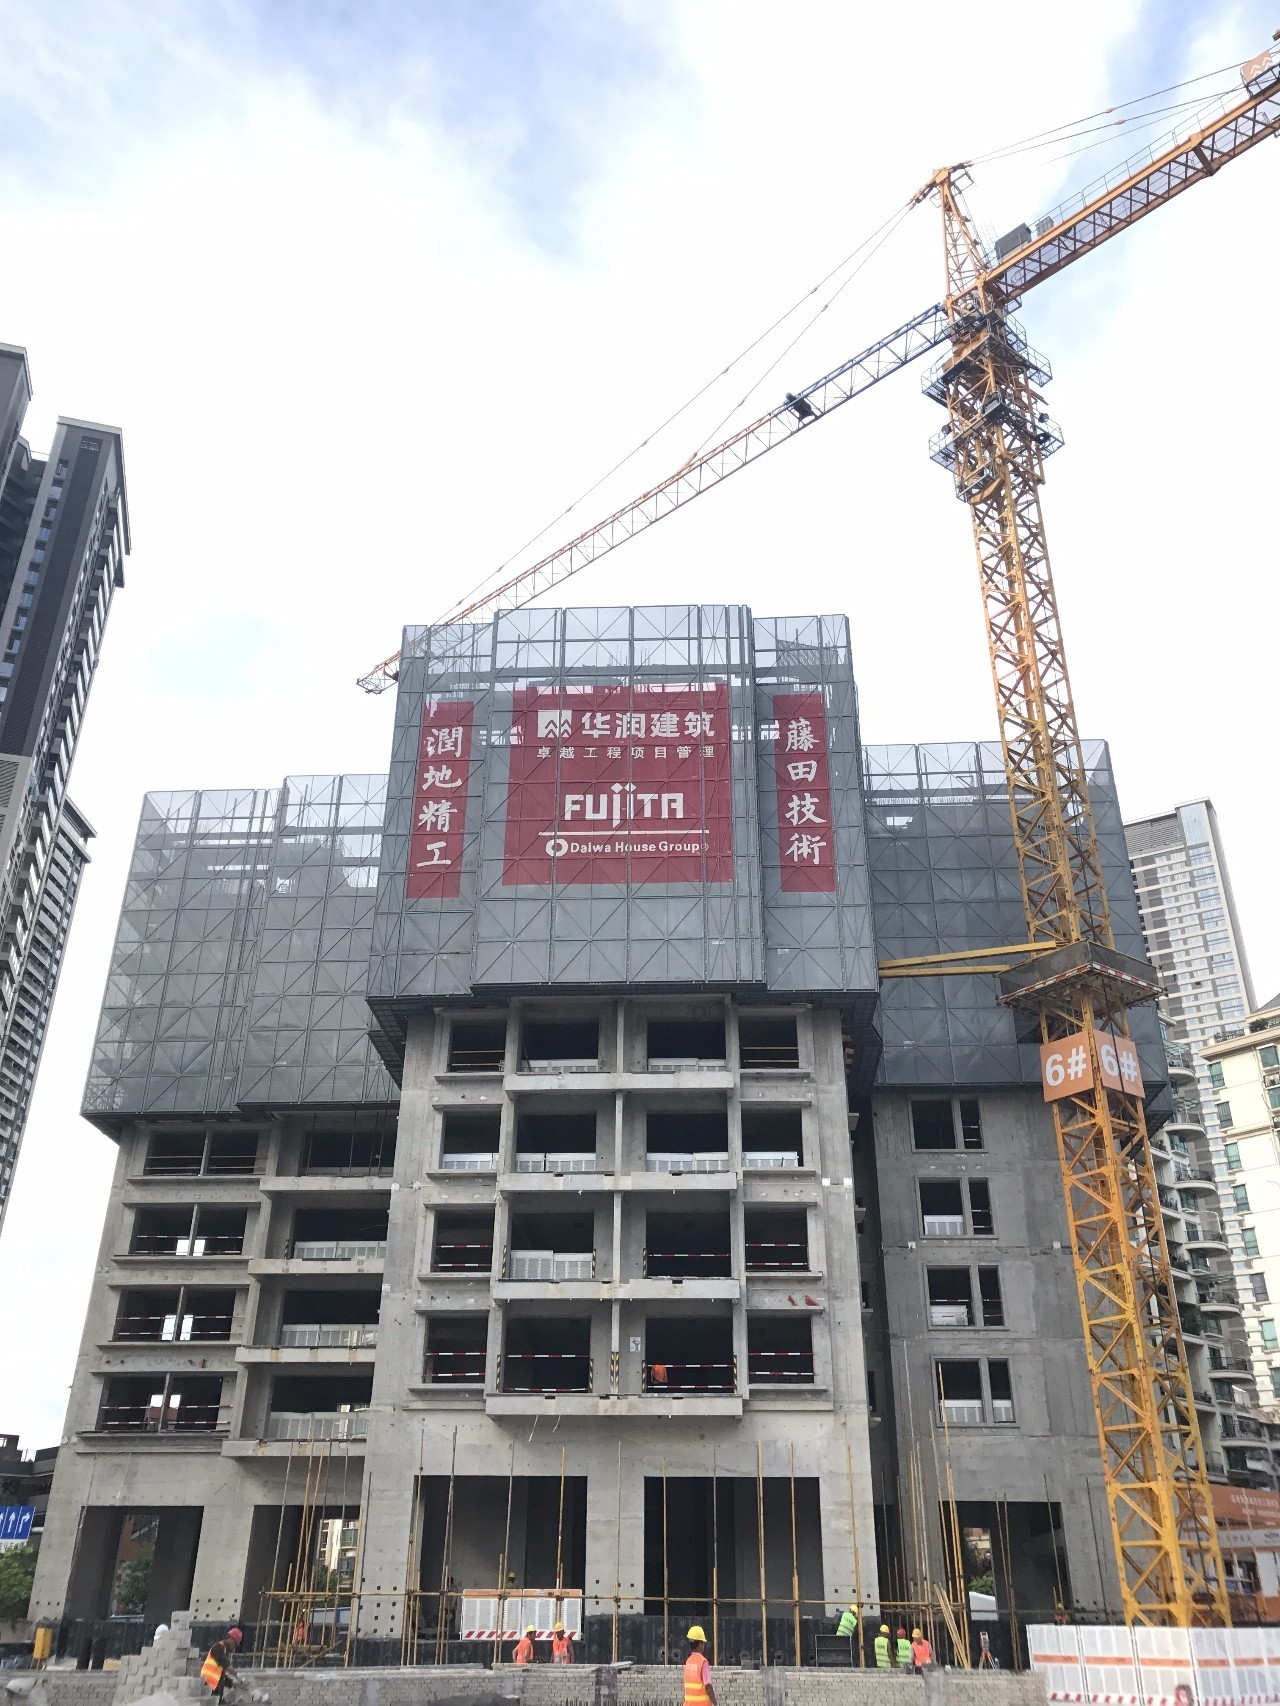 潤地精工
华润建筑
卓越工程项目管理
FUJITA
Daiwa House Group®
藤田技術
6# 6#